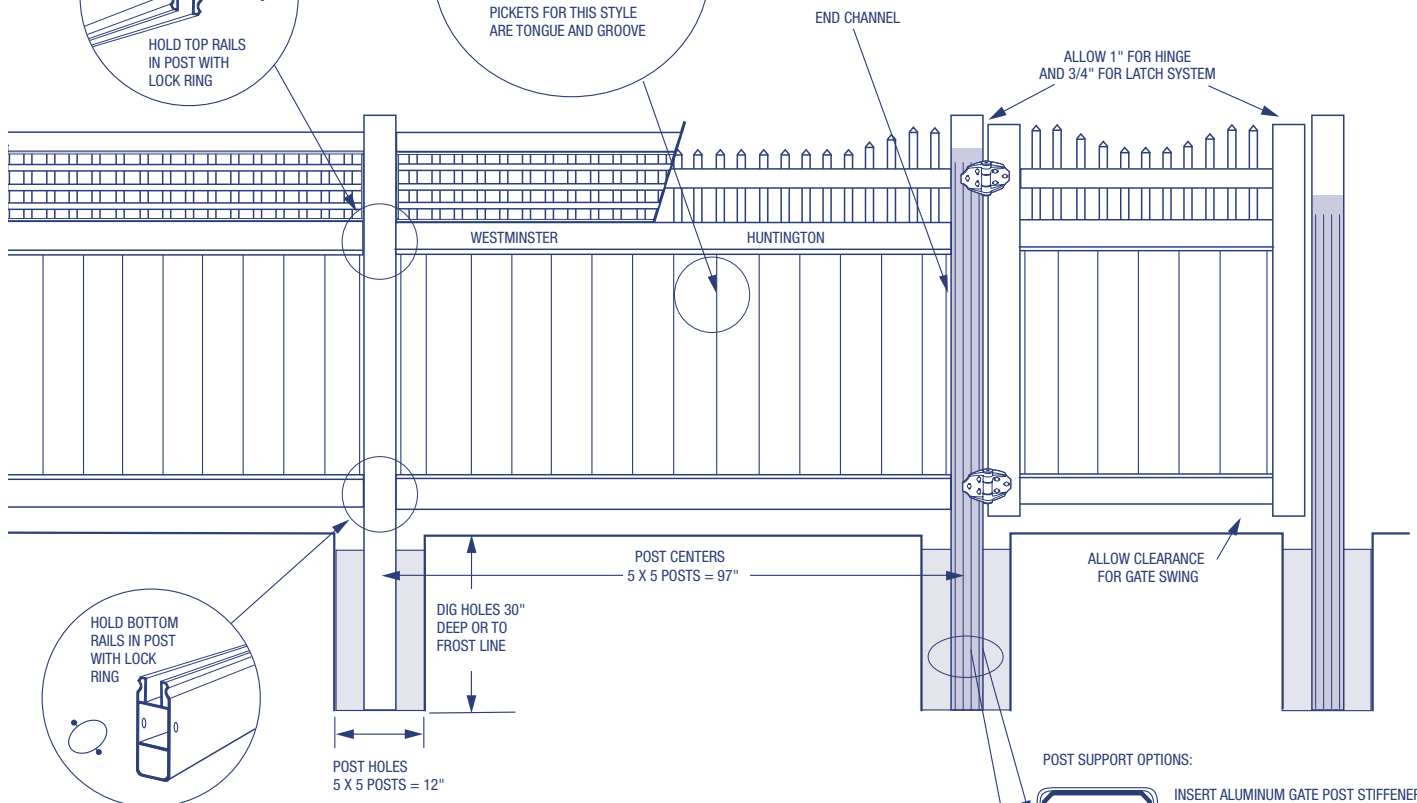 PICKETS FOR THIS STYLE
ARE TONGUE AND GROOVE
END CHANNEL
HOLD TOP RAILS
IN POST WITH
LOCK RING
ALLOW 1" FOR HINGE
AND 3/4" FOR LATCH SYSTEM
WESTMINSTER
HUNTINGTON
POST CENTERS
5 X 5 POSTS = 97"
ALLOW CLEARANCE
FOR GATE SWING
DIG HOLES 30"
DEEP OR TO
FROST LINE
HOLD BOTTOM
RAILS IN POST
WITH LOCK
RING
POST HOLES
5 X 5 POSTS = 12"
POST SUPPORT OPTIONS:
INSERT ALUMINUM GATE POST STIFFENER